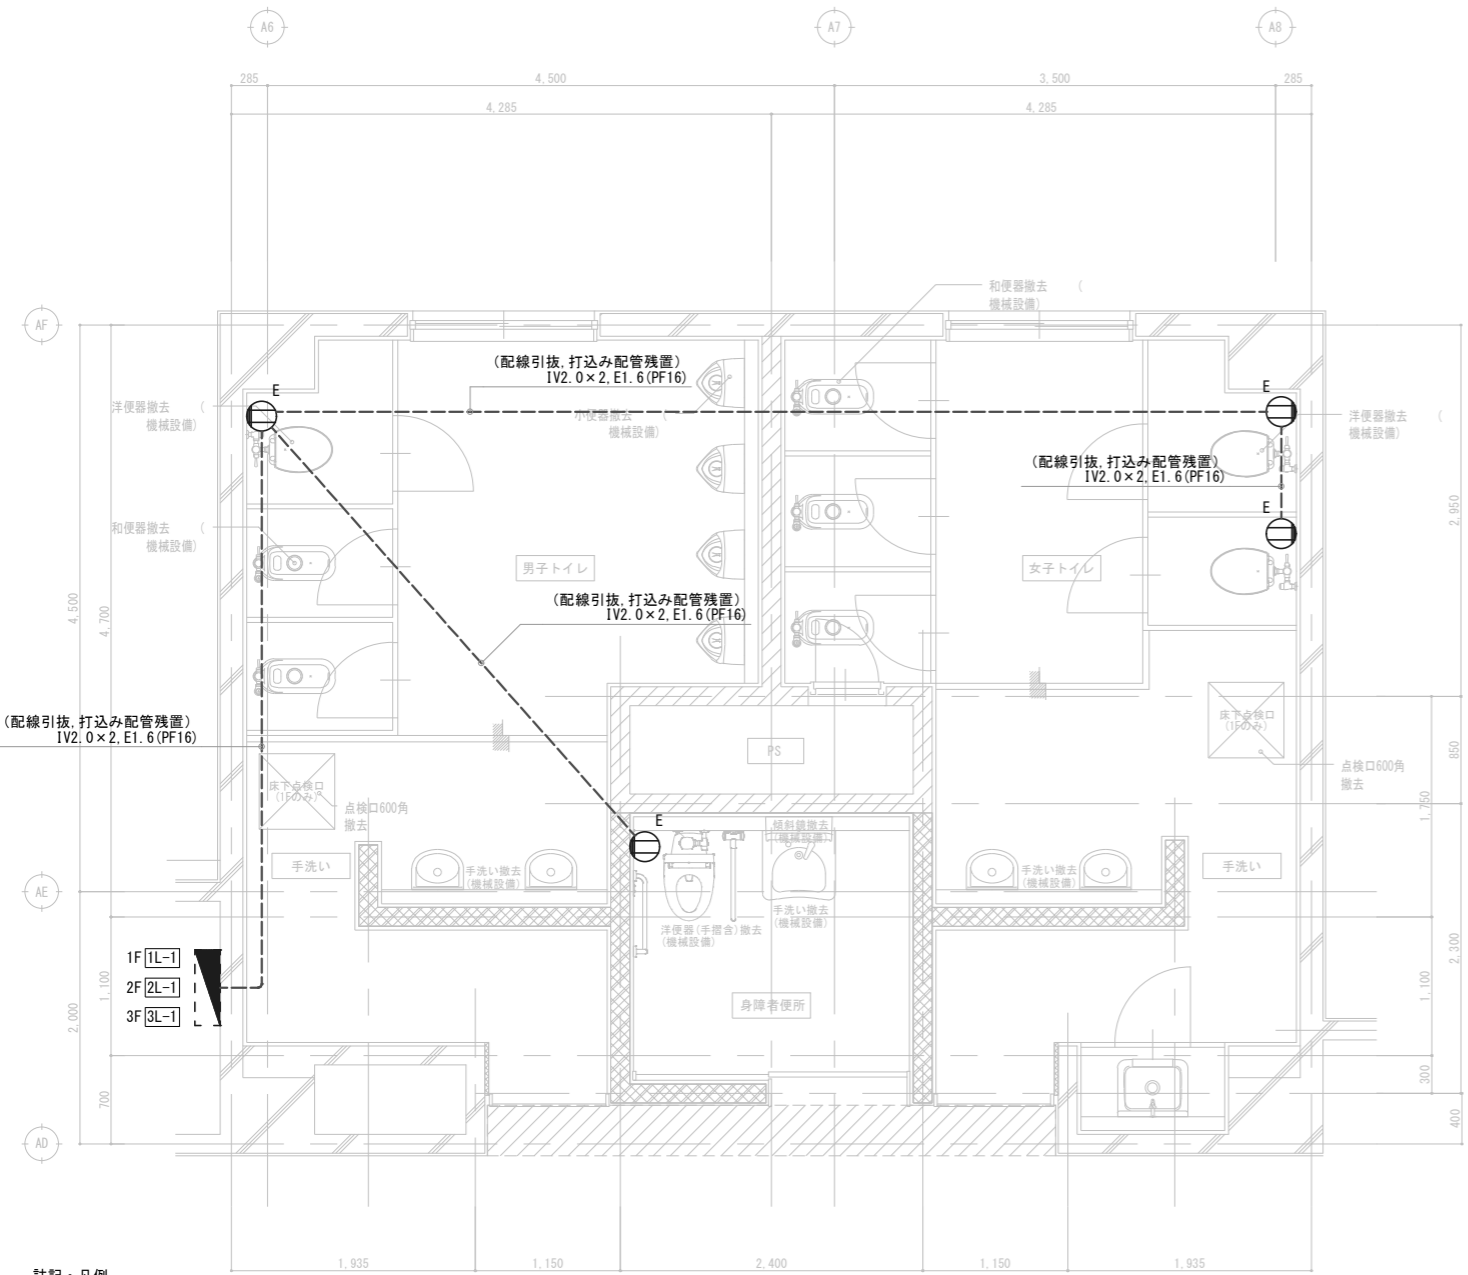 A6
A7
A8
285
4,500
3,500
285
4,285
4,285
和便器撤去 (
機械設備)
AF
(配線引抜,打込み配管残置)
IV2.0×2,E1.6(PF16)
E
E
洋便器撤去 (
機械設備)
小便器撤去 (
機械設備)
洋便器撤去 (
機械設備)
(配線引抜,打込み配管残置)
IV2.0×2,E1.6(PF16)
E
2,950
和便器撤去 (
機械設備)
男子トイレ
女子トイレ
4,500
4,700
(配線引抜,打込み配管残置)
IV2.0×2,E1.6(PF16)
(配線引抜,打込み配管残置)
IV2.0×2,E1.6(PF16)
PS
床下点検口
(1Fのみ)
850
点検口600角
撤去
床下点検口
(1Fのみ)
点検口600角
撤去
1,750
E
傾斜鏡撤去
(機械設備)
手洗い
手洗い撤去
(機械設備)
手洗い撤去
(機械設備)
手洗い
AE
手洗い撤去
(機械設備)
洋便器(手摺含)撤去
(機械設備)
2,300
1F 1L-1
2F 2L-1
3F 3L-1
1,100
1,100
2,000
身障者便所
300
700
400
AD
1,935
1,150
2,400
1,150
1,935